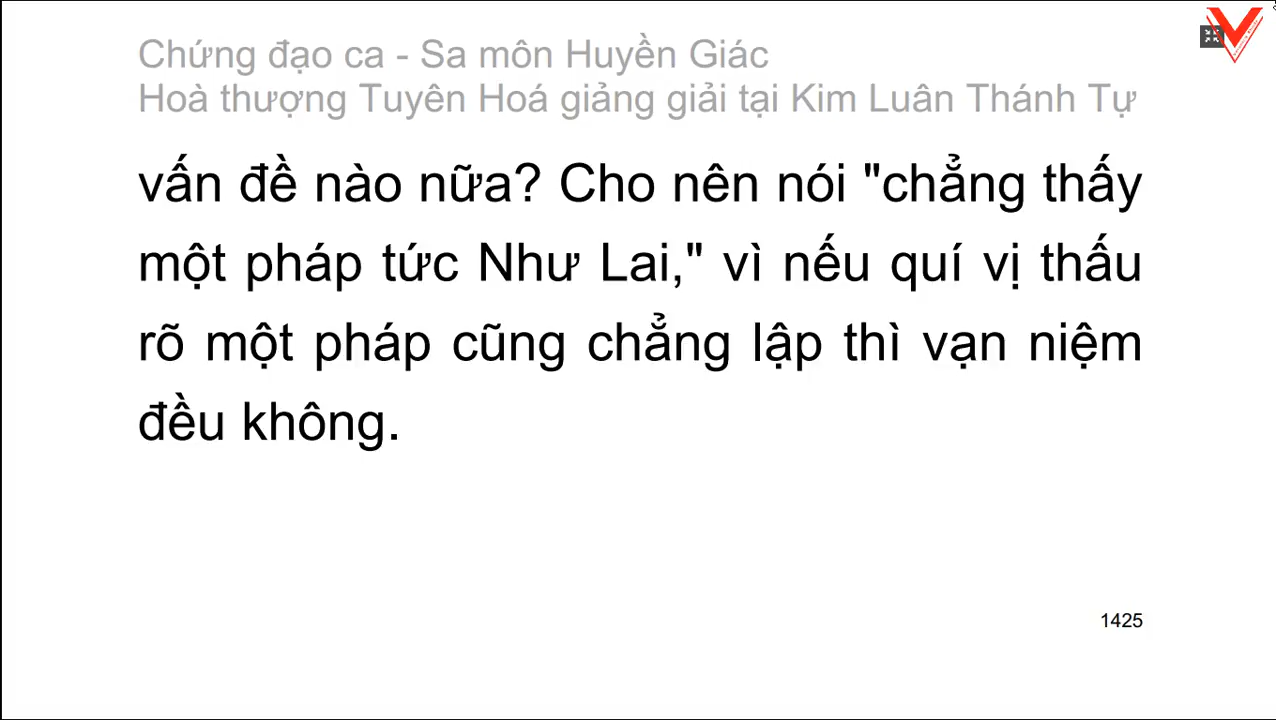 Chứng đạo ca - Sa môn Huyền Giác
Hoà thượng Tuyên Hoá giảng giải tại Kim Luân Thánh Tự
vấn đề nào nữa? Cho nên nói "chẳng thấy
một pháp tức Như Lai," vì nếu quí vị thấu
rõ một pháp cũng chẳng lập thì vạn niệm
đều không.
1425